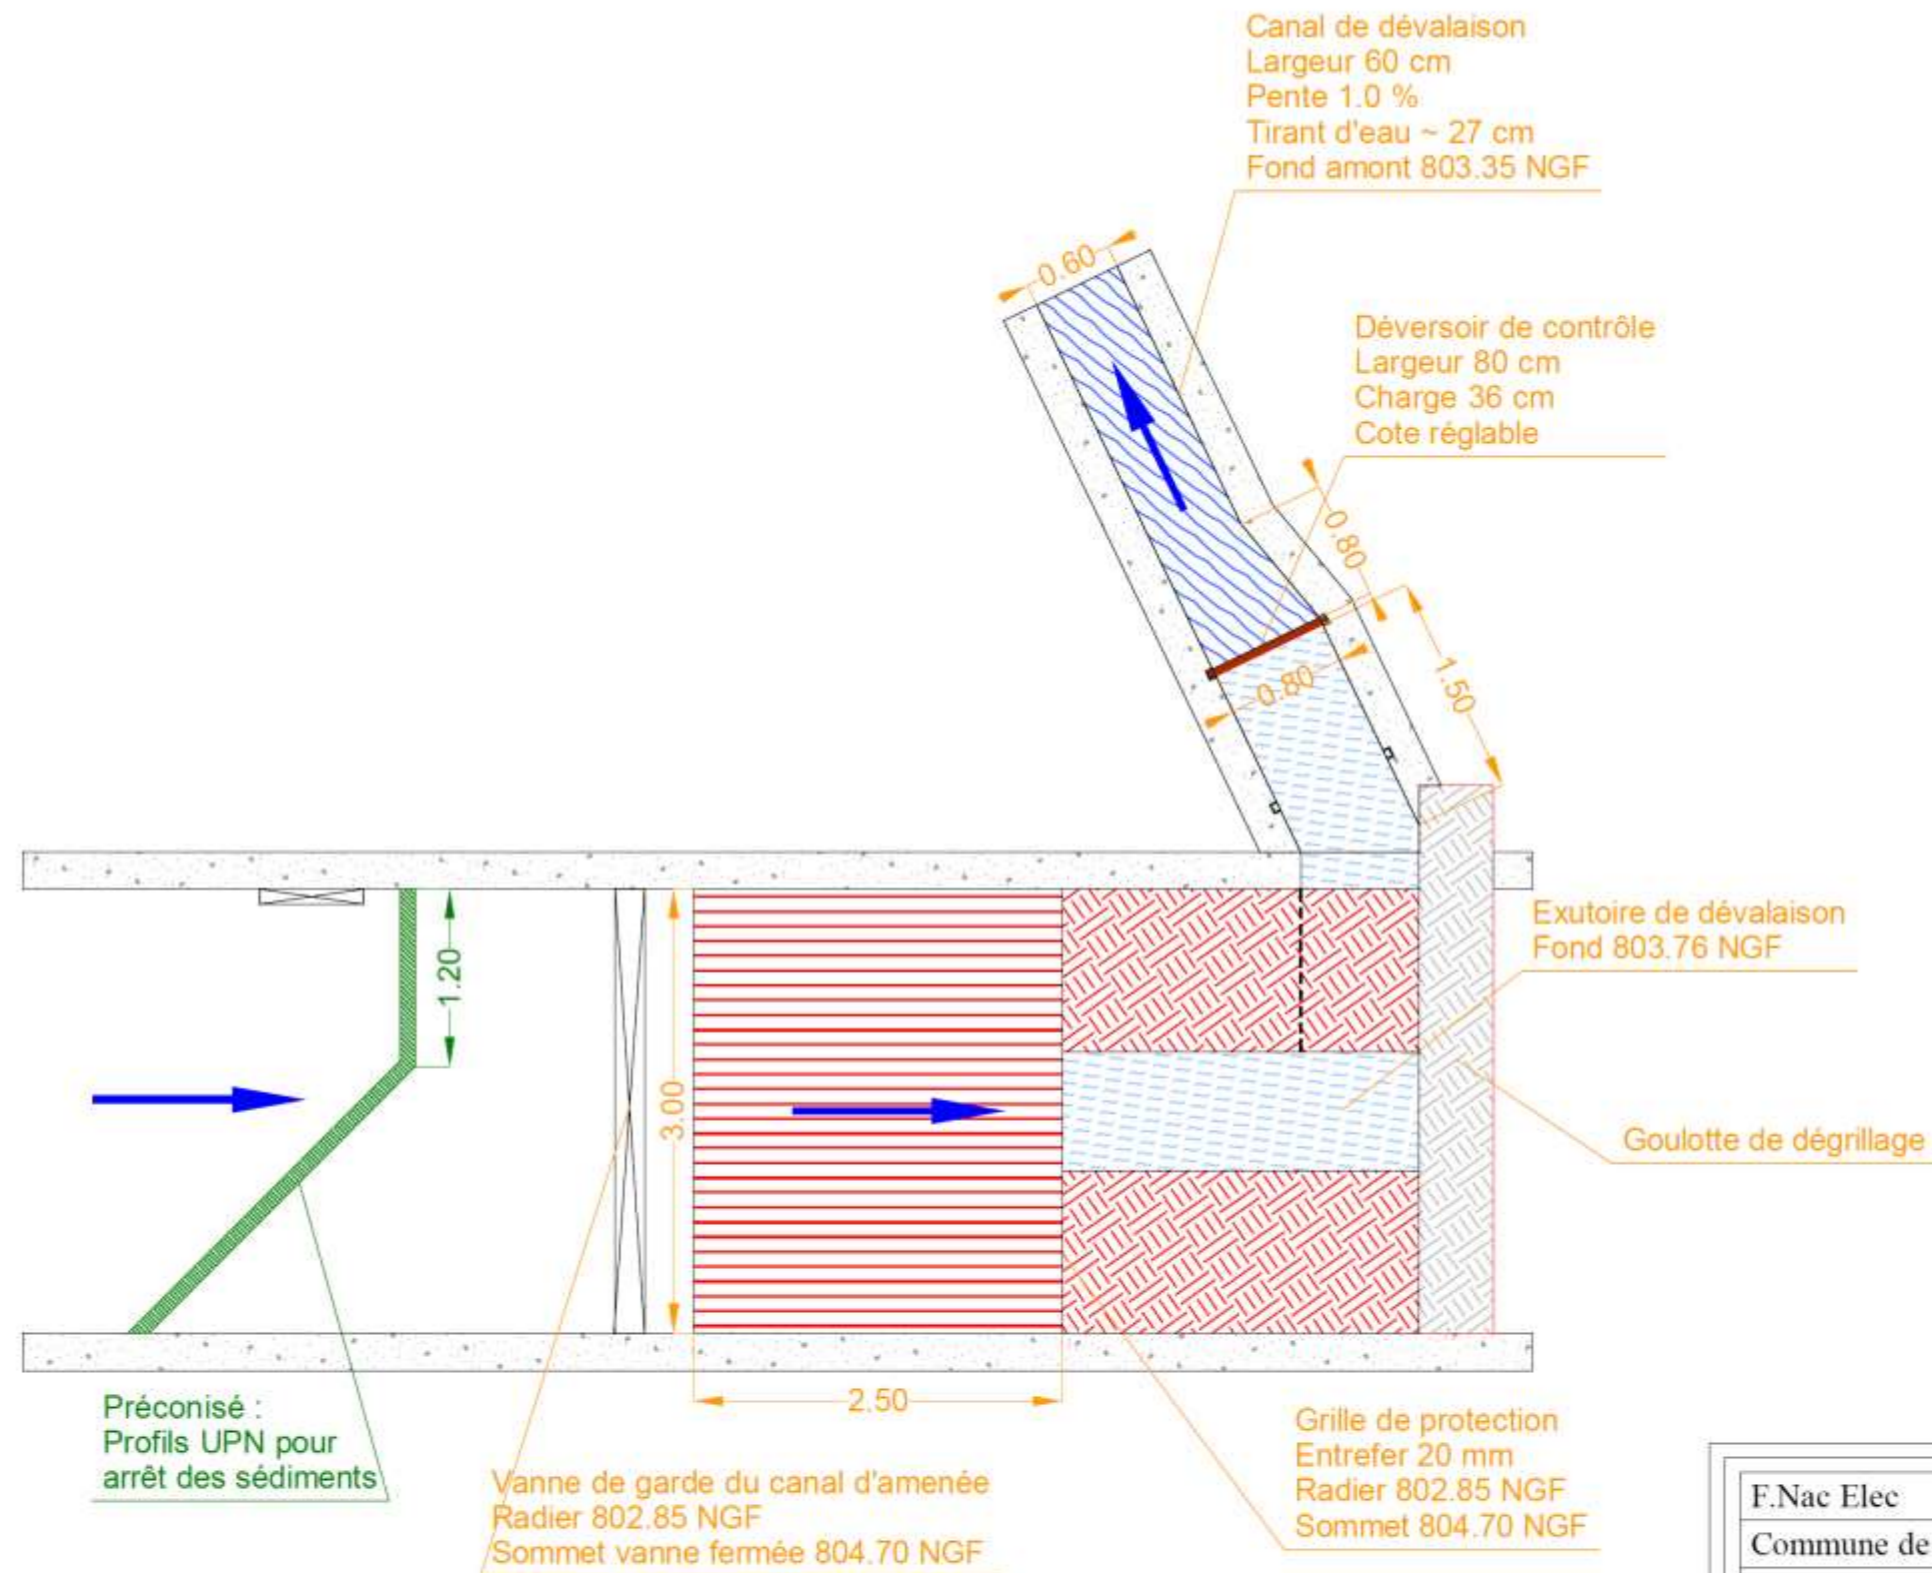 Canal de dévalaison
Largeur 60 cm
Pente 1.0 %
Tirant d'eau ~ 27 cm
Fond amont 803.35 NGF
0.60
Déversoir de contrôle
Largeur 80 cm
Charge 36 cm
Cote réglable
0.80
0.80
1.50
Exutoire de dévalaison
Fond 803.76 NGF
1.20
3.00
Goulotte de dégrillage
2.50
Préconisé :
Profils UPN pour
arrêt des sédiments
Vanne de garde du canal d'amenée
Radier 802.85 NGF
Sommet vanne fermée 804.70 NGF
Grille de protection
Entrefer 20 mm
Radier 802.85 NGF
Sommet 804.70 NGF
F.Nac Elec
Commune de